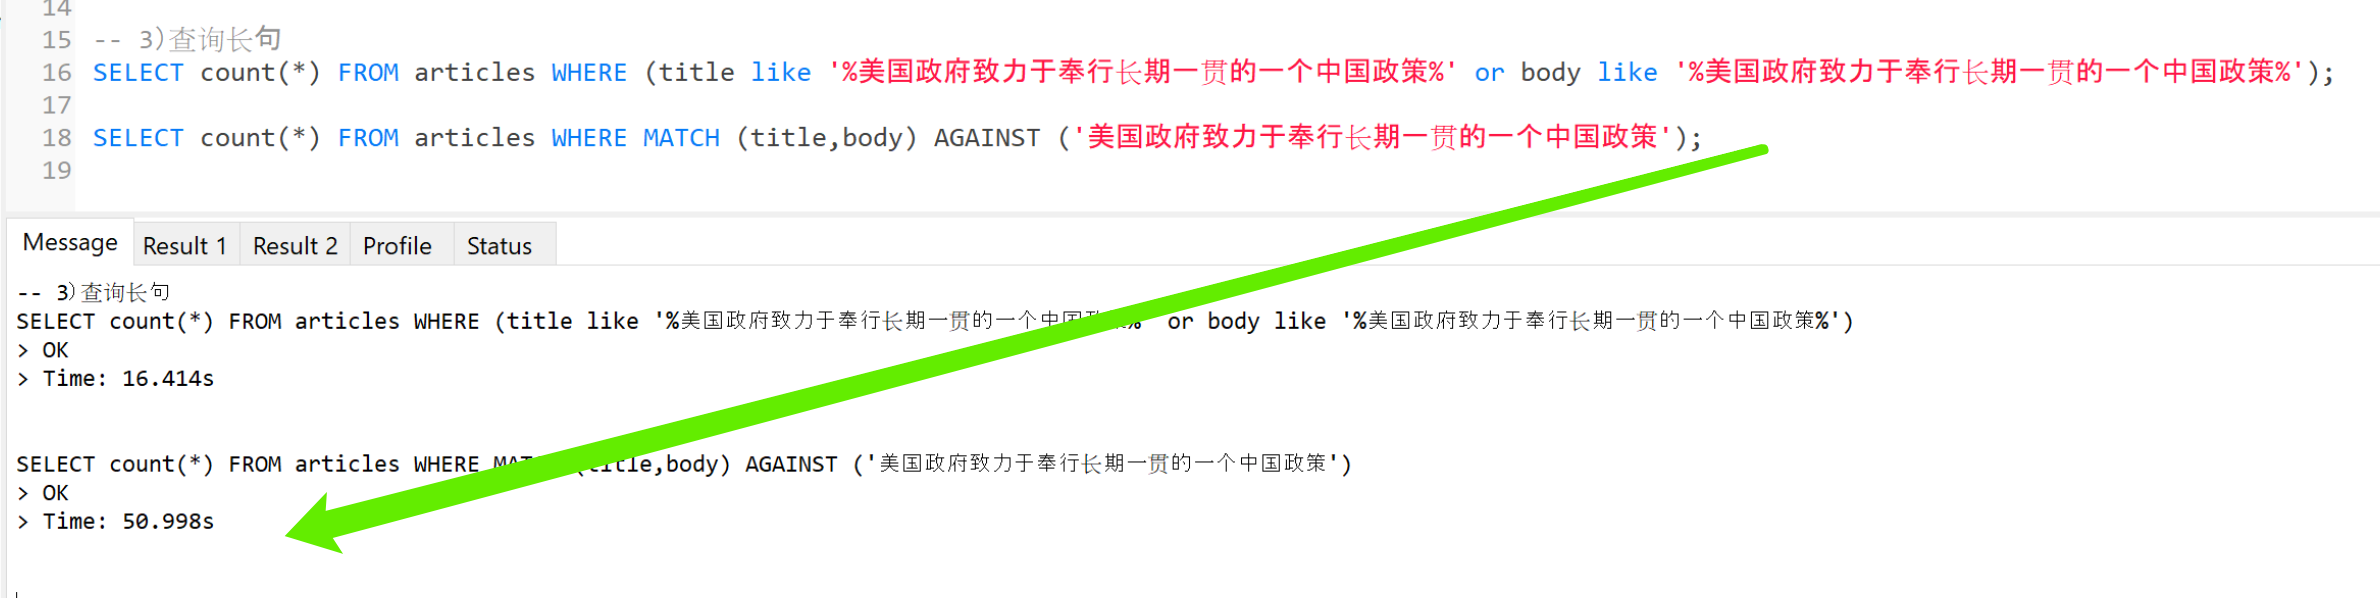 14
15 -- 3)查询长句
16 SELECT count(*) FROM articles WHERE (title like '%美国政府致力于奉行长期一贯的一个中国政策%' or body like '%美国政府致力于奉行长期一贯的一个中国政策%');
17
18 SELECT count(*) FROM articles WHERE MATCH (title,body) AGAINST ('美国政府致力于奉行长期一贯的一个中国政策');
19
Message Result 1 Result 2 Profile Status
-- 3)查询长句
SELECT count(*) FROM articles WHERE (title like '%美国政府致力于奉行长期一贯的一个中国政策%' or body like '%美国政府致力于奉行长期一贯的一个中国政策%')
> OK
> Time: 16.414s
SELECT count(*) FROM articles WHERE MATCH (title,body) AGAINST ('美国政府致力于奉行长期一贯的一个中国政策')
> OK
> Time: 50.998s